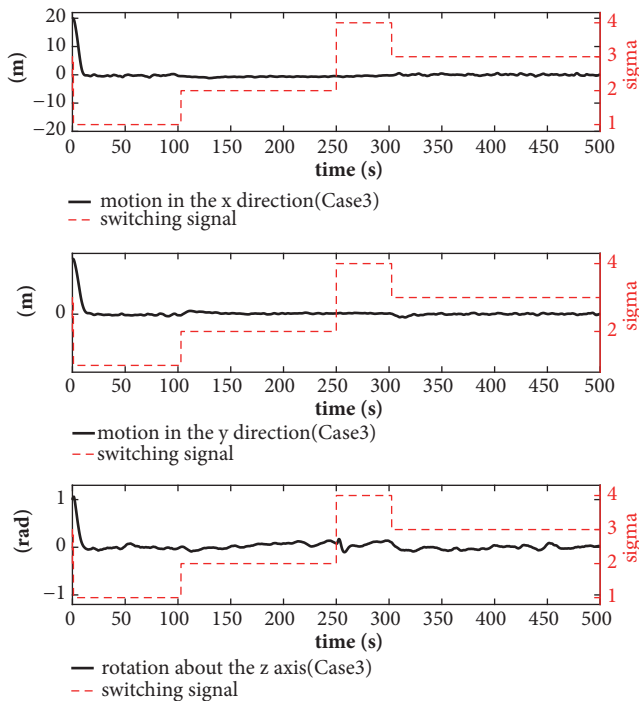 20
10
0
−10
−20
(m)
4
3
2
1
sigma
0 50 100 150 200 250 300 350 400 450 500
time (s)
motion in the x direction(Case3)
switching signal
(m)
0
4
3
2
sigma
0 50 100 150 200 250 300 350 400 450 500
time (s)
motion in the y direction(Case3)
switching signal
(rad)
1
0
−1
4
3
2
1
sigma
0 50 100 150 200 250 300 350 400 450 500
time (s)
rotation about the z axis(Case3)
switching signal